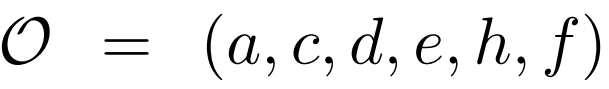 𝒪 = (a, c, d, e, h, f)